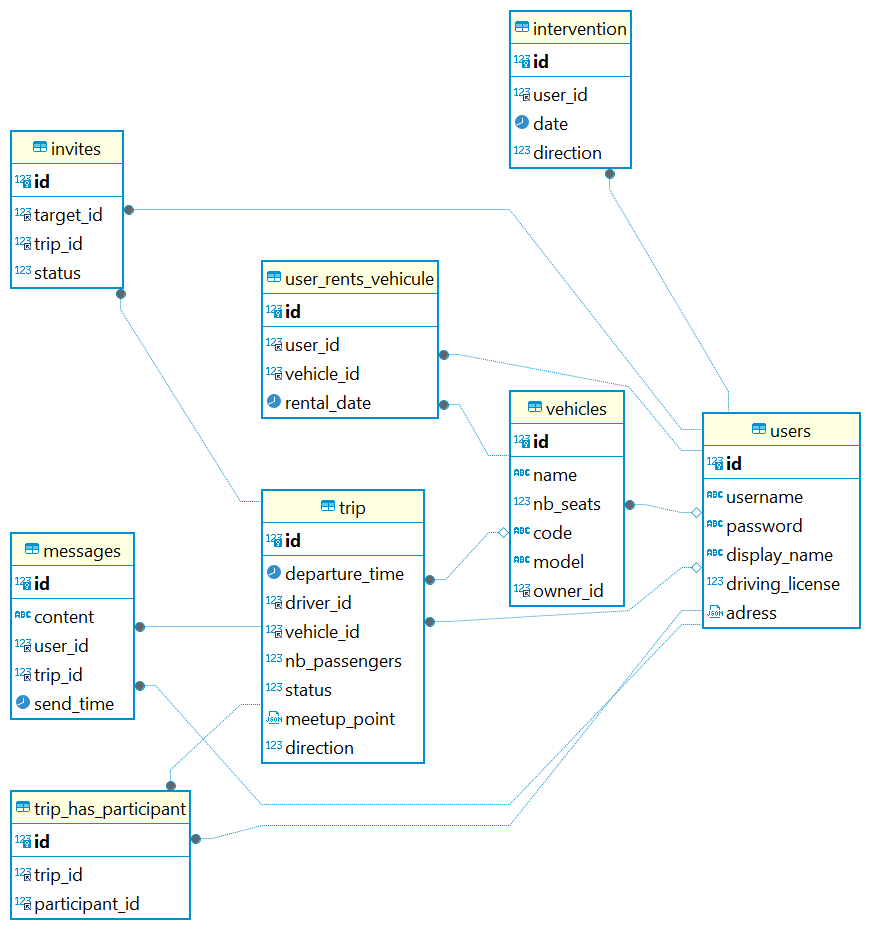 intervention
id
user_id
date
direction
invites
id
target_id
trip_id
status
user_rents_vehicule
id
user_id
vehicle_id
rental_date
vehicles
id
name
nb_seats
code
model
owner_id
users
id
username
password
display_name
driving_license
adress
trip
id
departure_time
driver_id
vehicle_id
nb_passengers
status
meetup_point
direction
messages
id
content
user_id
trip_id
send_time
trip_has_participant
id
trip_id
participant_id